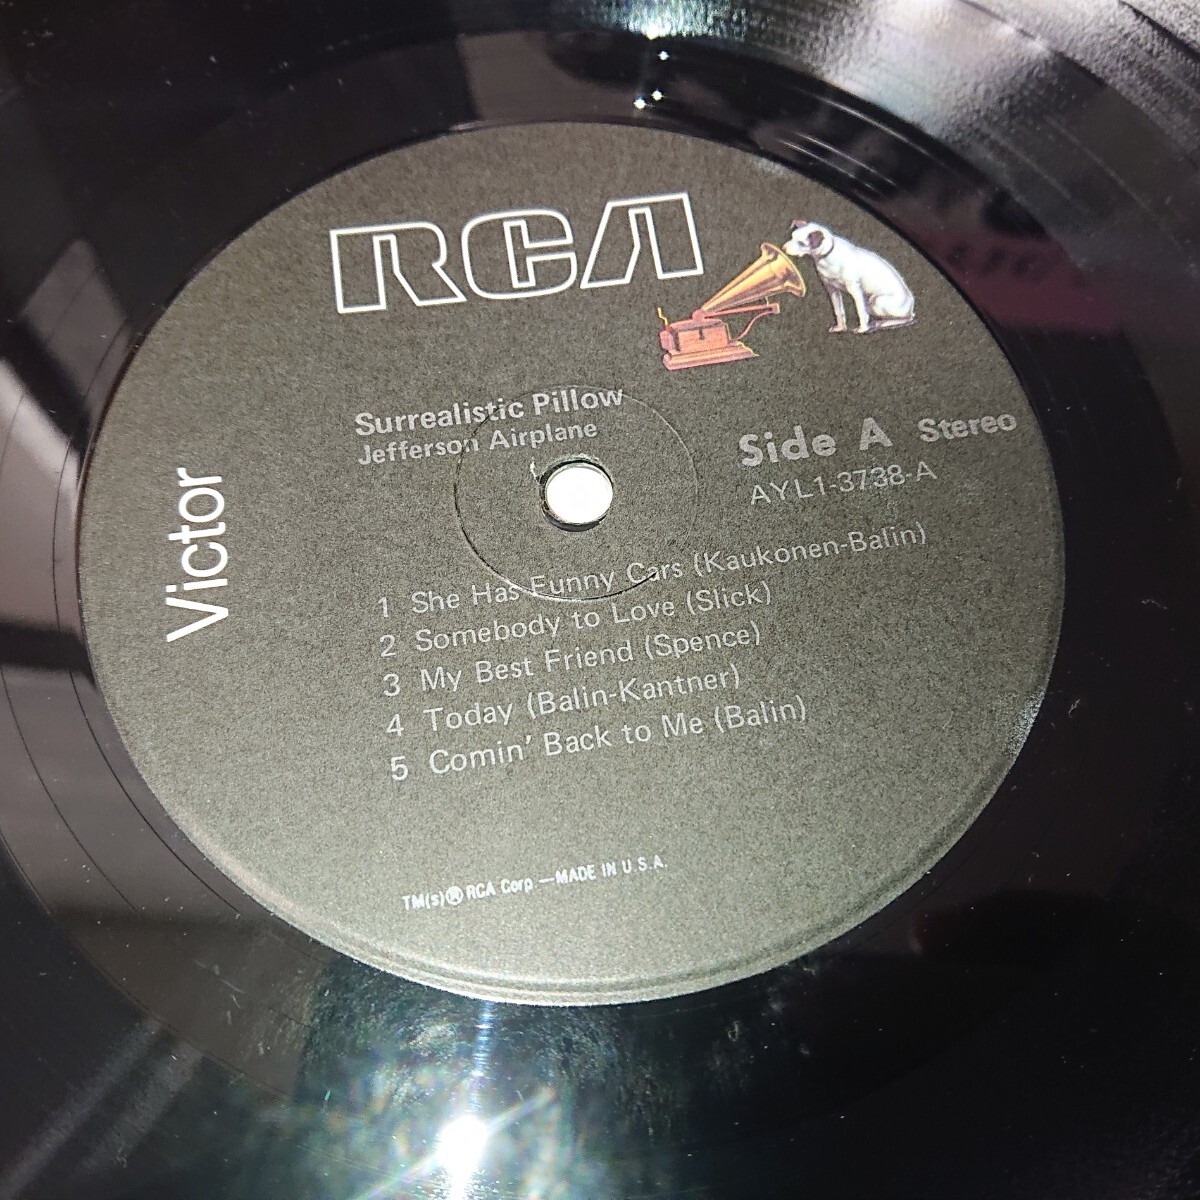 RCA
Victor
Surrealistic Pillow
Jefferson Airplane
Side A Stereo
AYL1-3738-A
1 She Has Funny Cars (Kaukonen-Balin)
2 Somebody to Love (Slick)
3 My Best Friend (Spence)
4 Today (Balin-Kantner)
5 Comin' Back to Me (Balin)
TM(s)® RCA Corp —MADE IN U.S.A.